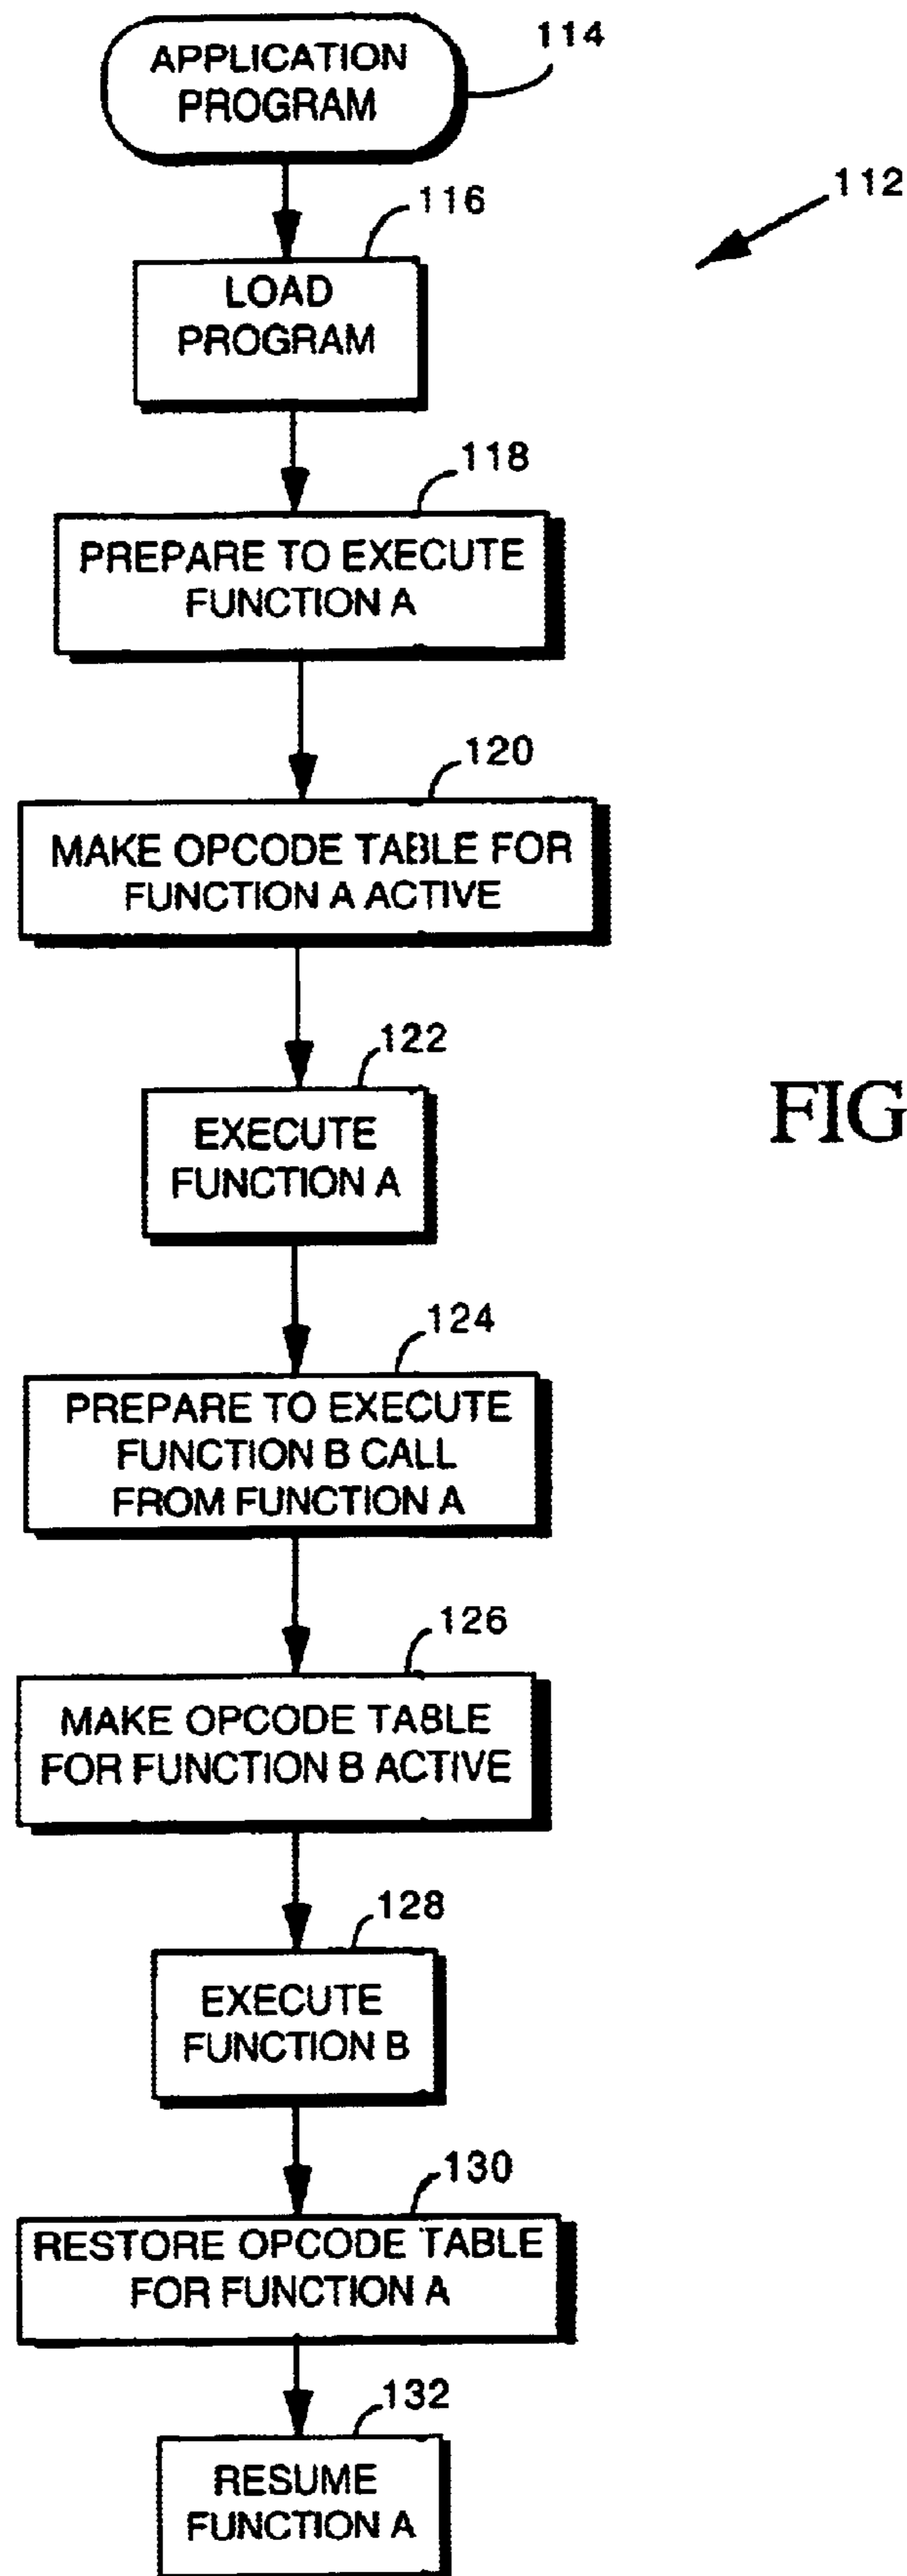 APPLICATION
PROGRAM
114
112
116
LOAD
PROGRAM
118
PREPARE TO EXECUTE
FUNCTION A
120
MAKE OPCODE TABLE FOR
FUNCTION A ACTIVE
122
EXECUTE
FUNCTION A
FIG
124
PREPARE TO EXECUTE
FUNCTION B CALL
FROM FUNCTION A
126
MAKE OPCODE TABLE
FOR FUNCTION B ACTIVE
128
EXECUTE
FUNCTION B
130
RESTORE OPCODE TABLE
FOR FUNCTION A
132
RESUME
FUNCTION A